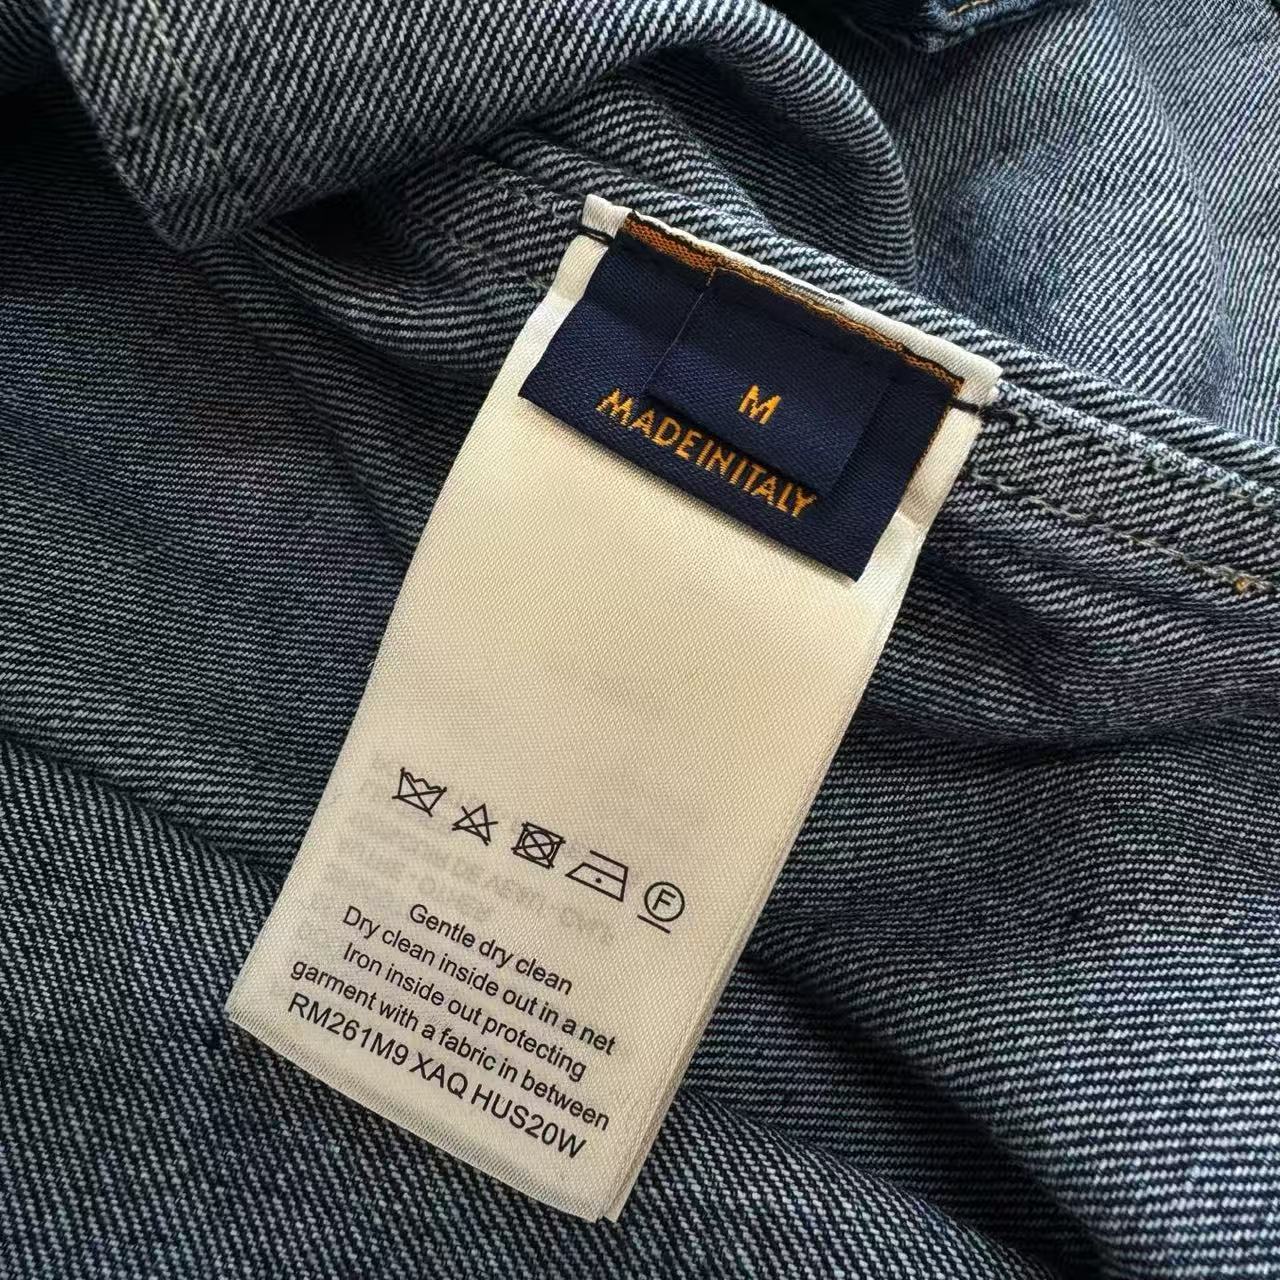 M
MADEINITALY
F
Gentle dry clean
Dry clean inside out in a net
Iron inside out protecting
garment with a fabric in between
RM261M9 XAQ HUS20W